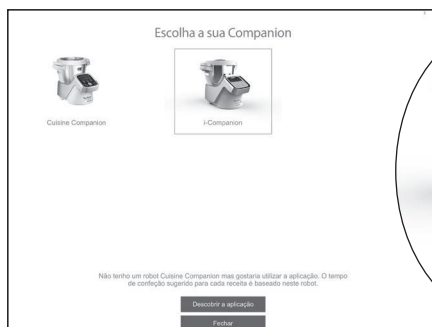 Escolha a sua Companion
Cuisine Companion
i-Companion
Não tenho um robot Cuisine Companion mas gostaria utilizar a aplicação. O tempo
de confeção sugerido para cada receita é baseado neste robot.
Descobrir a aplicação
Fechar